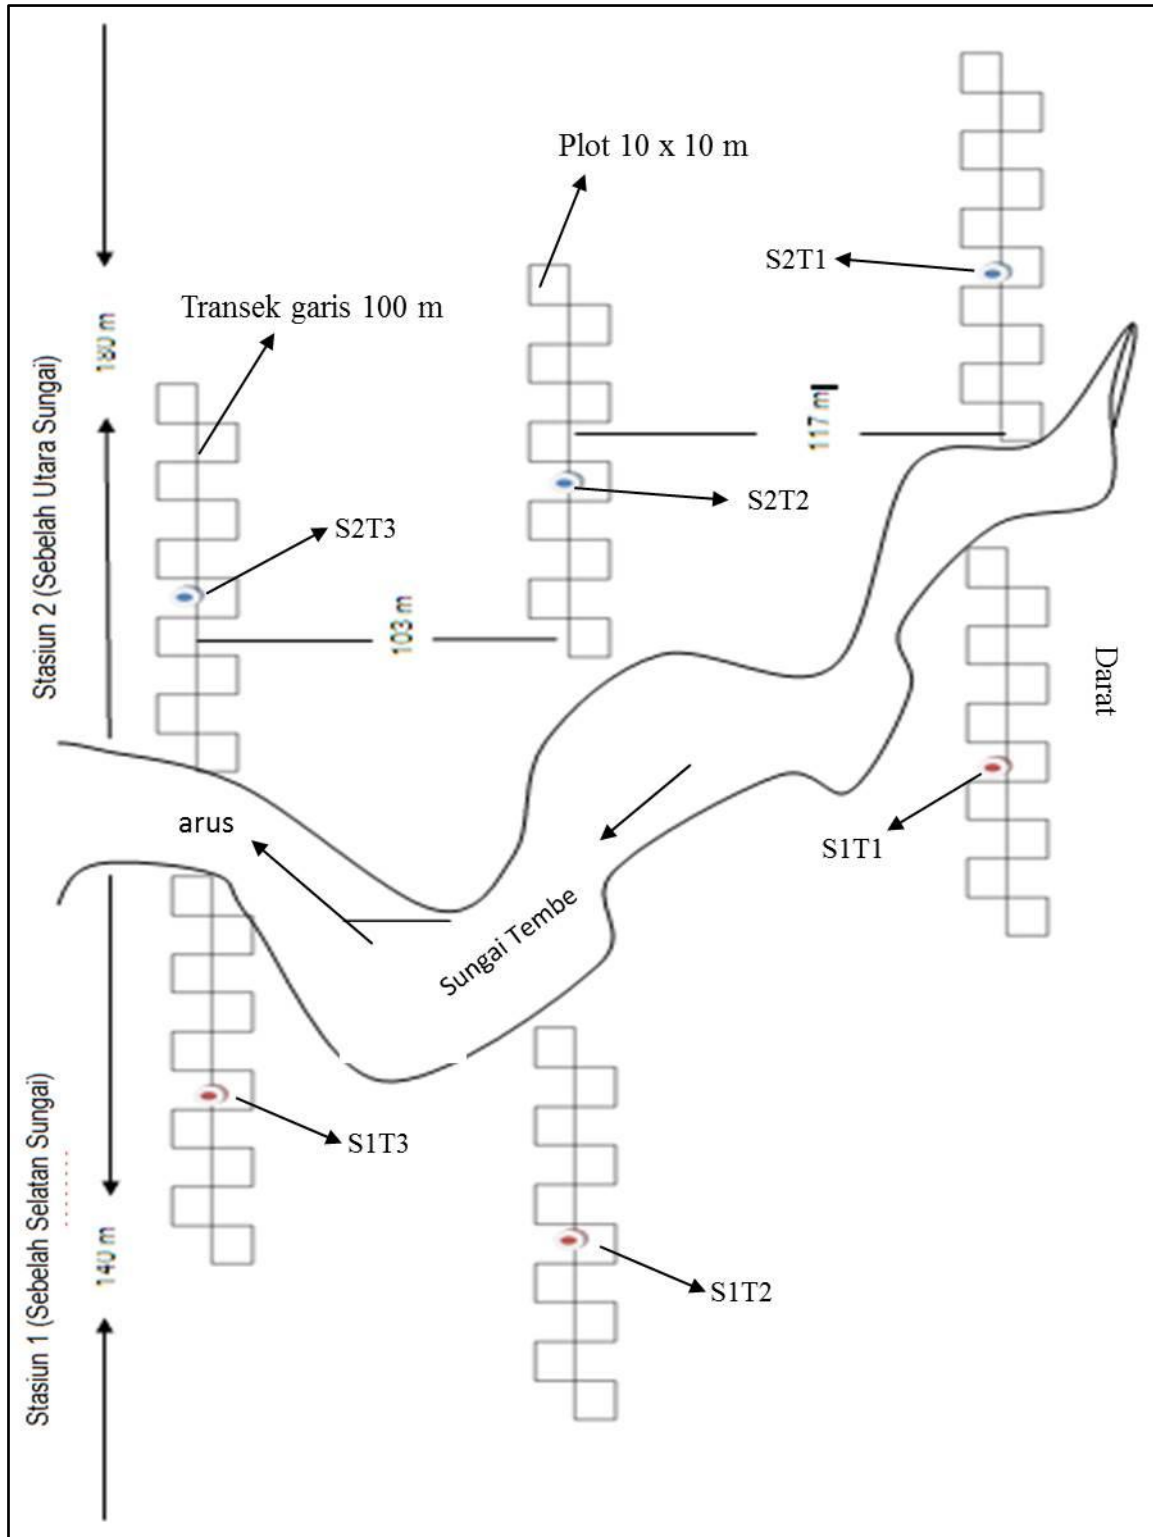 Plot 10 x 10 m
S2T1
Transek garis 100 m
180 m
Stasiun 2 (Sebelah Utara Sungai)
117 m
S2T2
S2T3
103 m
Darat
arus
S1T1
Sungai Tembe
S1T3
Stasiun 1 (Sebelah Selatan Sungai)
140 m
S1T2